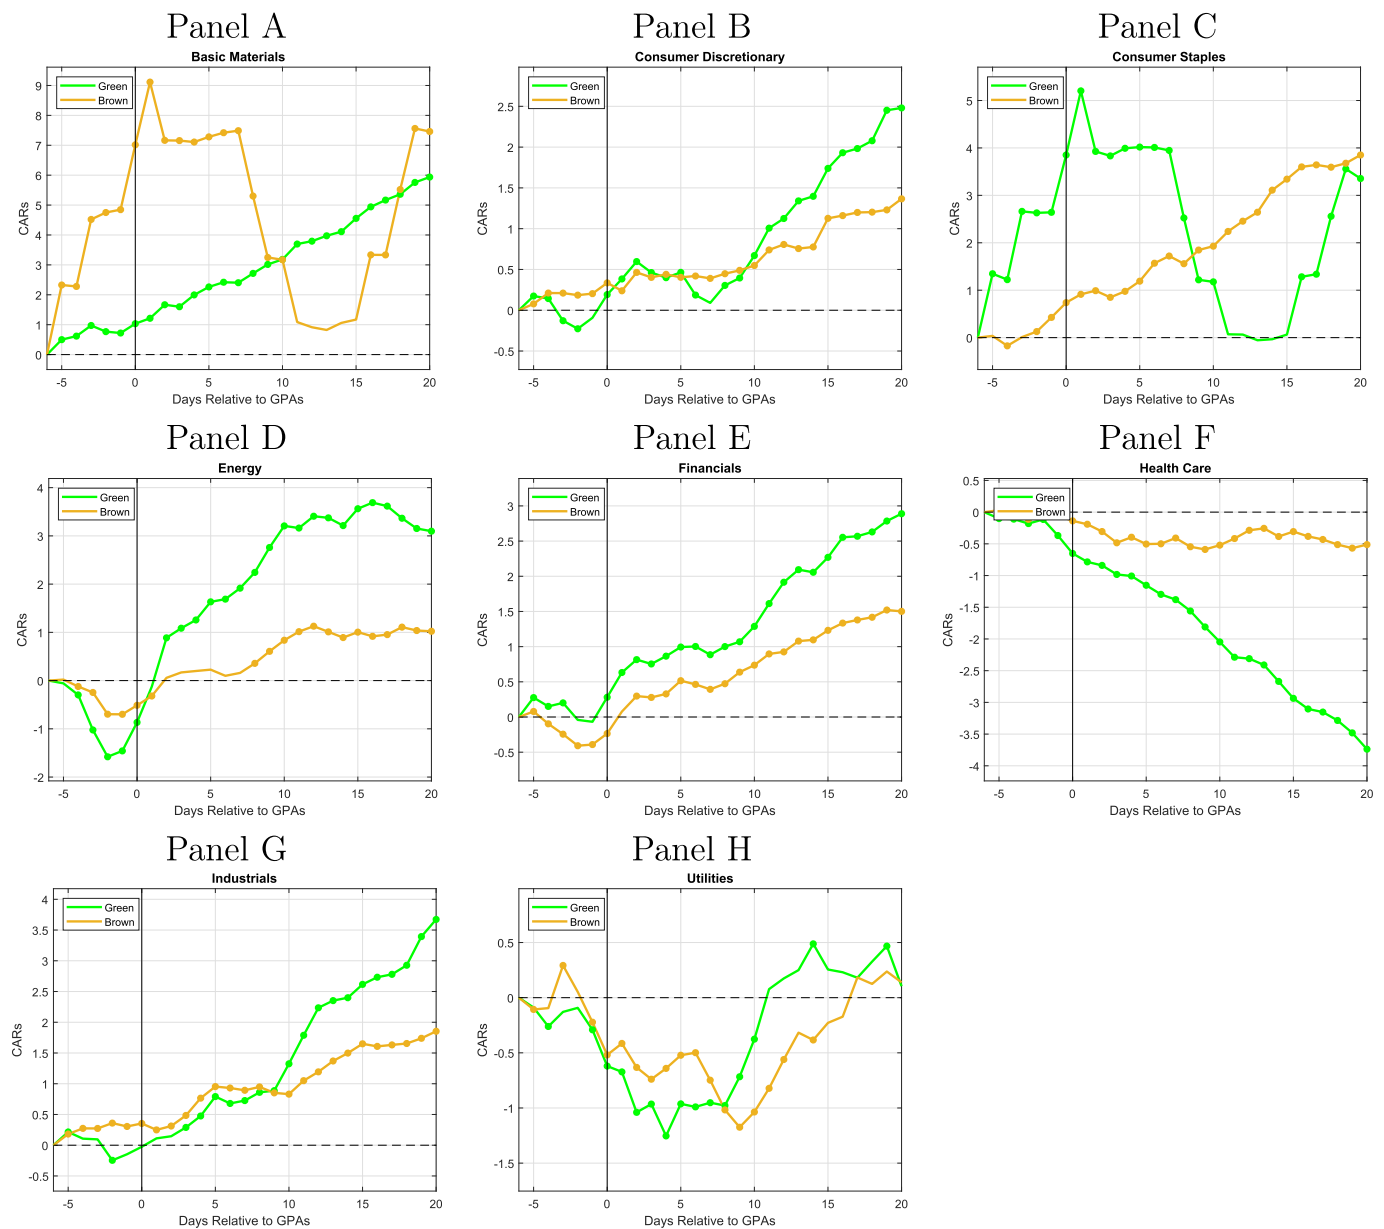 Panel A
Basic Materials
Green
Brown
CARs
9
8
7
6
5
4
3
2
1
0
-5 0 5 10 15 20
Days Relative to GPAs
Panel B
Consumer Discretionary
Green
Brown
CARs
2.5
2
1.5
1
0.5
0
-0.5
-5 0 5 10 15 20
Days Relative to GPAs
Panel C
Consumer Staples
Green
Brown
CARs
5
4
3
2
1
0
-5 0 5 10 15 20
Days Relative to GPAs
Panel D
Energy
Green
Brown
CARs
4
3
2
1
0
-1
-2
-5 0 5 10 15 20
Days Relative to GPAs
Panel E
Financials
Green
Brown
CARs
3
2.5
2
1.5
1
0.5
0
-0.5
-5 0 5 10 15 20
Days Relative to GPAs
Panel F
Health Care
Green
Brown
CARs
0.5
0
-0.5
-1
-1.5
-2
-2.5
-3
-3.5
-4
-5 0 5 10 15 20
Days Relative to GPAs
Panel G
Industrials
Green
Brown
CARs
4
3.5
3
2.5
2
1.5
1
0.5
0
-0.5
-5 0 5 10 15 20
Days Relative to GPAs
Panel H
Utilities
Green
Brown
CARs
0.5
0
-0.5
-1
-1.5
-5 0 5 10 15 20
Days Relative to GPAs